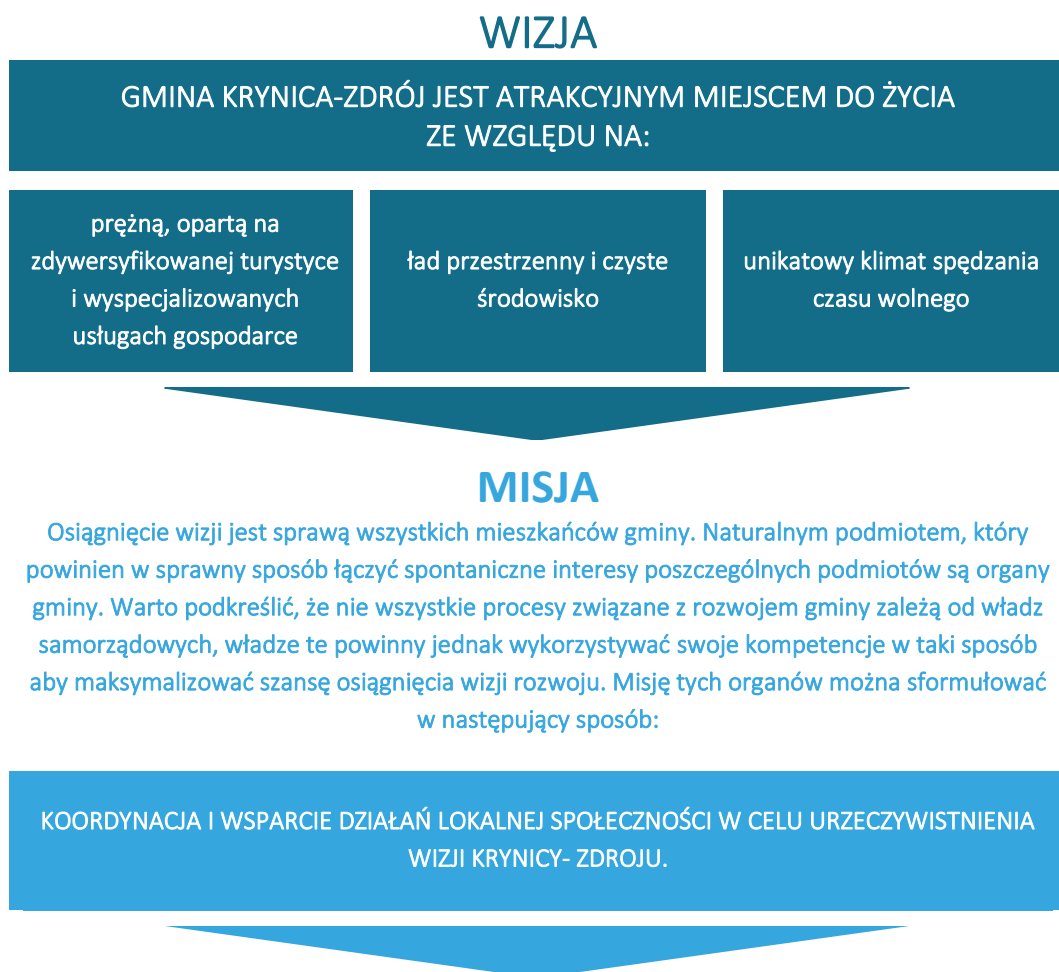 WIZJA
GMINA KRYNICA-ZDRÓJ JEST ATRAKCYJNYM MIEJSCEM DO ŻYCIA
ZE WZGLĘDU NA:
prężną, opartą na
zdywersyfikowanej turystyce
i wyspecjalizowanych
usługach gospodarce
ład przestrzenny i czyste
środowisko
unikatowy klimat spędzania
czasu wolnego
MISJA
Osiągnięcie wizji jest sprawą wszystkich mieszkańców gminy. Naturalnym podmiotem, który
powinien w sprawny sposób łączyć spontaniczne interesy poszczególnych podmiotów są organy
gminy. Warto podkreślić, że nie wszystkie procesy związane z rozwojem gminy zależą od władz
samorządowych, władze te powinny jednak wykorzystywać swoje kompetencje w taki sposób
aby maksymalizować szansę osiągnięcia wizji rozwoju. Misję tych organów można sformułować
w następujący sposób:
KOORDYNACJA I WSPARCIE DZIAŁAŃ LOKALNEJ SPOŁECZNOŚCI W CELU URZECZYWISTNIENIA
WIZJI KRYNICY- ZDROJU.